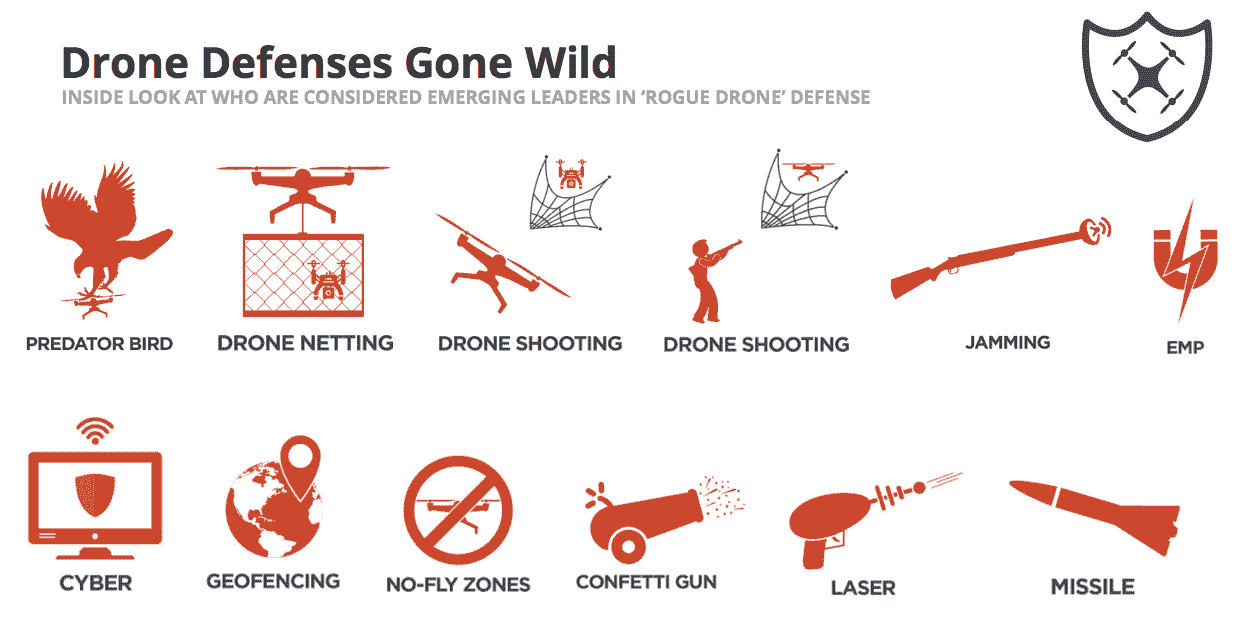 Drone Defenses Gone Wild
INSIDE LOOK AT WHO ARE CONSIDERED EMERGING LEADERS IN ‘ROGUE DRONE’ DEFENSE
PREDATOR BIRD
DRONE NETTING
DRONE SHOOTING
DRONE SHOOTING
JAMMING
EMP
CYBER
GEOFENCING
NO-FLY ZONES
CONFETTI GUN
LASER
MISSILE